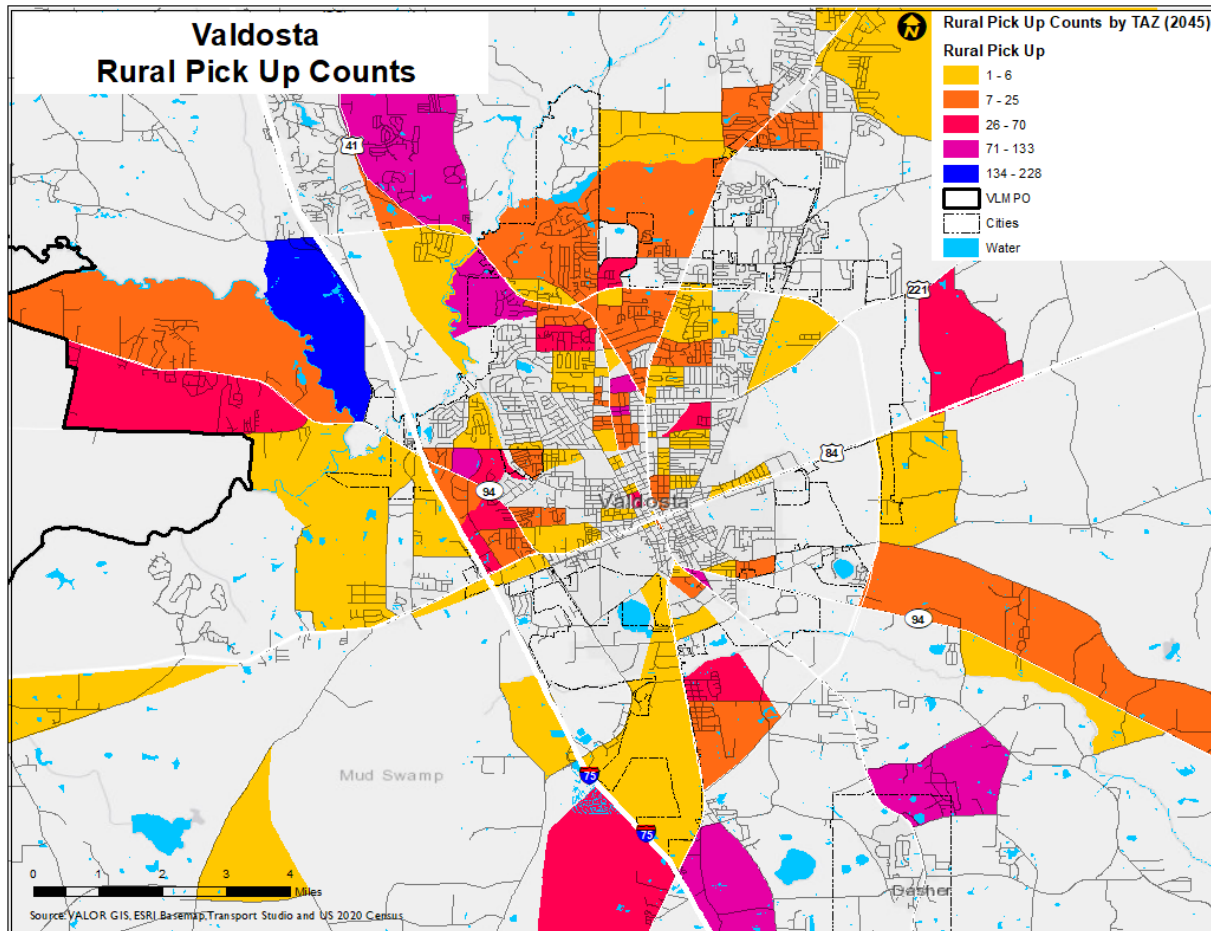 Valdosta
Rural Pick Up Counts
N
Rural Pick Up Counts by TAZ (2045)
Rural Pick Up
1 - 6
7 - 25
26 - 70
71 - 133
134 - 228
VLMPO
Cities
Water
41
221
84
94
Valdosta
94
75
Mud Swamp
75
Dasher
0 1 2 3 4
Miles
Source:VALOR GIS, ESRI Basemap,Transport Studio and US 2020 Census